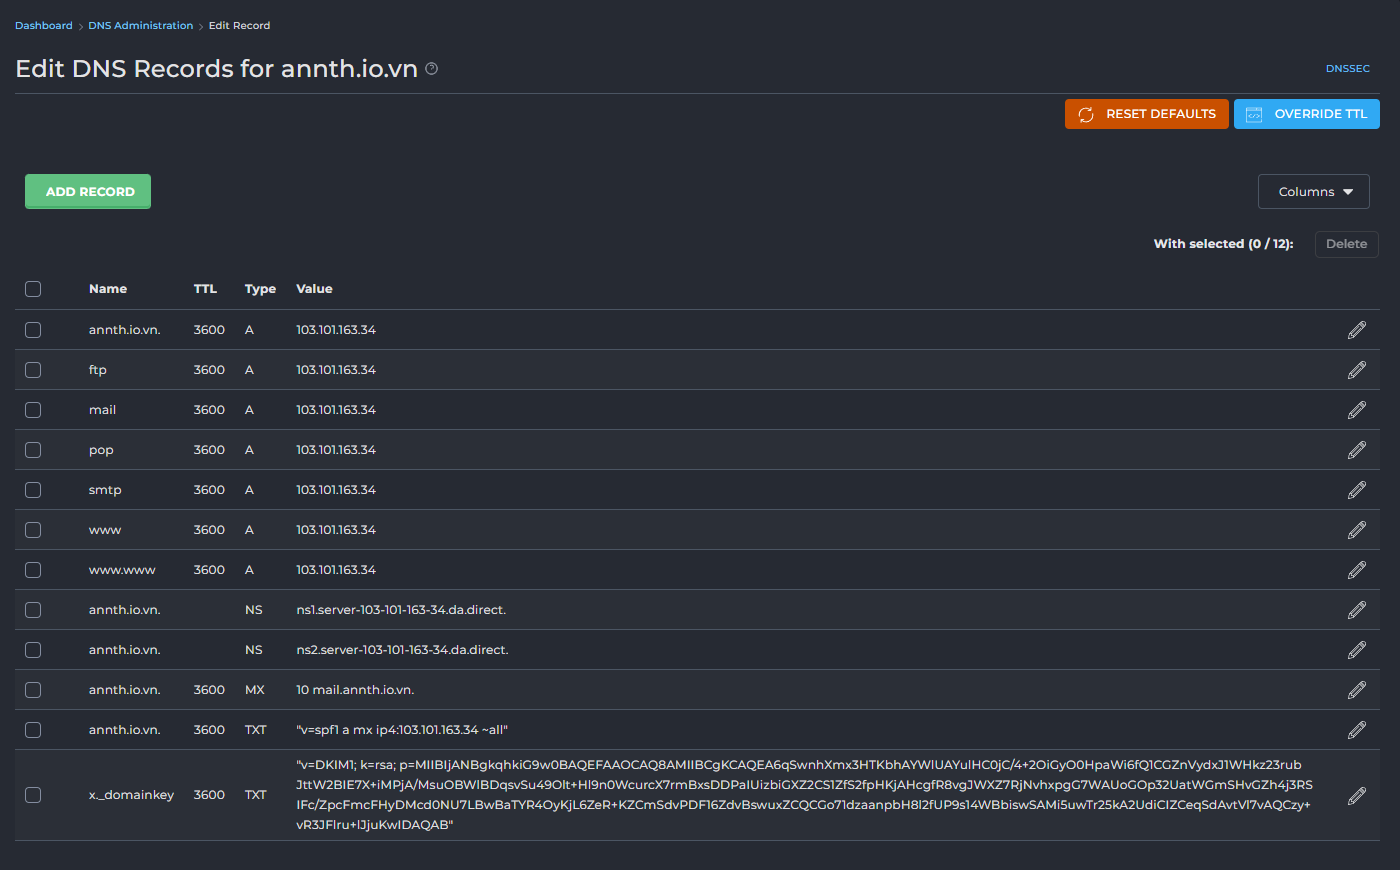 Dashboard > DNS Administration > Edit Record
Edit DNS Records for annth.io.vn
DNSSEC
RESET DEFAULTS
OVERRIDE TTL
ADD RECORD
Columns
With selected (0 / 12):
Delete
Name TTL Type Value
annth.io.vn. 3600 A 103.101.163.34
ftp 3600 A 103.101.163.34
mail 3600 A 103.101.163.34
pop 3600 A 103.101.163.34
smtp 3600 A 103.101.163.34
www 3600 A 103.101.163.34
www.www 3600 A 103.101.163.34
annth.io.vn. NS ns1.server-103-101-163-34.da.direct.
annth.io.vn. NS ns2.server-103-101-163-34.da.direct.
annth.io.vn. 3600 MX 10 mail.annth.io.vn.
annth.io.vn. 3600 TXT "v=spf1 a mx ip4:103.101.163.34 ~all"
x._domainkey 3600 TXT "v=DKIM1; k=rsa; p=MIIBIjANBgkqhkiG9w0BAQEFAAOCAQ8AMIIBCgKCAQEA6qSwnhXmx3HTKbhAYWlUAYulHC0jC/4+2OiGyO0HpaWi6fQ1CGZnVydxJ1WHkz23rub
JttW2BIE7X+iMPjA/MsuOBWlBDqsvSu49Olt+Hl9n0WcurcX7rmBxsDDPaIUizbiGXZ2CS1ZfS2fpHKjAHcgfR8vgJWXZ7RjNvhxpgG7WAUoGOp32UatWGmSHvGZh4j3RS
IFc/ZpcFmcFHyDMcd0NU7LBwBaTYR4OyKjL6ZeR+KZCmSdvPDF16ZdvBswuxZCQCGo71dzaanpbH8l2fUP9s14WBbiswSAMi5uwTr25kA2UdiCIZCeqSdAvtVl7vAQCzy+
vR3JFIru+lJjuKwIDAQAB"